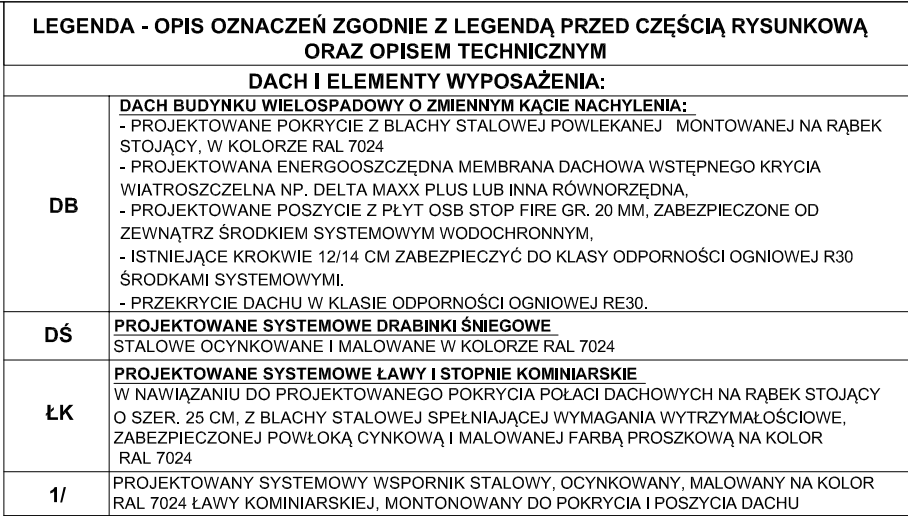 LEGENDA - OPIS OZNACZEŃ ZGODNIE Z LEGENDĄ PRZED CZĘŚCIĄ RYSUNKOWĄ
ORAZ OPISEM TECHNICZNYM
DACH I ELEMENTY WYPOSAŻENIA:
DB
DACH BUDYNKU WIELOSPADOWY O ZMIENNYM KĄCIE NACHYLENIA:
- PROJEKTOWANE POKRYCIE Z BLACHY STALOWEJ POWLEKANEJ MONTOWANEJ NA RĄBEK
STOJĄCY, W KOLORZE RAL 7024
- PROJEKTOWANA ENERGOOSZCZĘDNA MEMBRANA DACHOWA WSTĘPNEGO KRYCIA
WIATROSZCZELNA NP. DELTA MAXX PLUS LUB INNA RÓWNORZĘDNA,
- PROJEKTOWANE POSZYCIE Z PŁYT OSB STOP FIRE GR. 20 MM, ZABEZPIECZONE OD
ZEWNĄTRZ ŚRODKIEM SYSTEMOWYM WODOCHRONNYM,
- ISTNIEJĄCE KROKWIE 12/14 CM ZABEZPIECZYĆ DO KLASY ODPORNOŚCI OGNIOWEJ R30
ŚRODKAMI SYSTEMOWYMI.
- PRZEKRYCIE DACHU W KLASIE ODPORNOŚCI OGNIOWEJ RE30.
DŚ
PROJEKTOWANE SYSTEMOWE DRABINKI ŚNIEGOWE
STALOWE OCYNKOWANE I MALOWANE W KOLORZE RAL 7024
ŁK
PROJEKTOWANE SYSTEMOWE ŁAWY I STOPNIE KOMINIARSKIE
W NAWIĄZANIU DO PROJEKTOWANEGO POKRYCIA POŁACI DACHOWYCH NA RĄBEK STOJĄCY
O SZER. 25 CM, Z BLACHY STALOWEJ SPEŁNIAJĄCEJ WYMAGANIA WYTRZYMAŁOŚCIOWE,
ZABEZPIECZONEJ POWŁOKĄ CYNKOWĄ I MALOWANEJ FARBĄ PROSZKOWĄ NA KOLOR
RAL 7024
1/
PROJEKTOWANY SYSTEMOWY WSPORNIK STALOWY, OCYNKOWANY, MALOWANY NA KOLOR
RAL 7024 ŁAWY KOMINIARSKIEJ, MONTONOWANY DO POKRYCIA I POSZYCIA DACHU